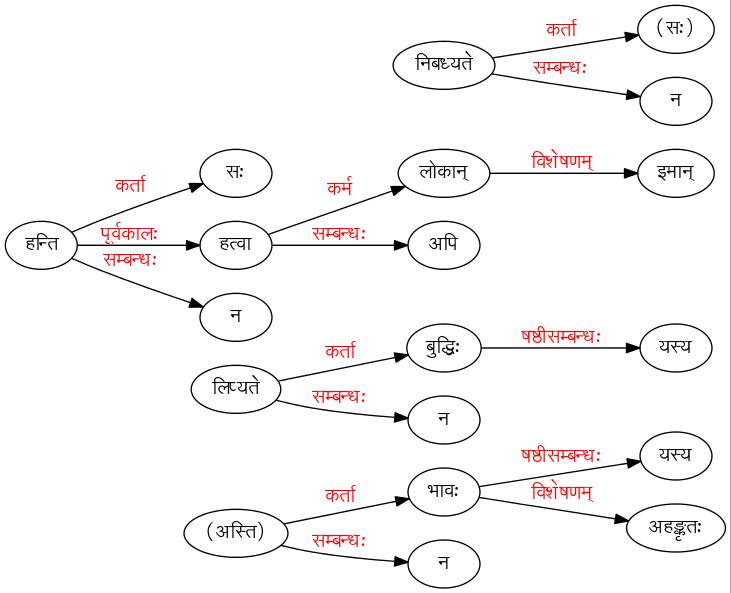 कर्ता
(सः)
निबध्यते
सम्बन्धः
न
कर्ता
सः
कर्म
लोकान्
विशेषणम्
इमान्
हन्ति
पूर्वकालः
हत्वा
सम्बन्धः
अपि
सम्बन्धः
न
कर्ता
बुद्धिः
षष्ठीसम्बन्धः
यस्य
लिप्यते
सम्बन्धः
न
षष्ठीसम्बन्धः
यस्य
कर्ता
भावः
विशेषणम्
अहङ्कृतः
(अस्ति)
सम्बन्धः
न